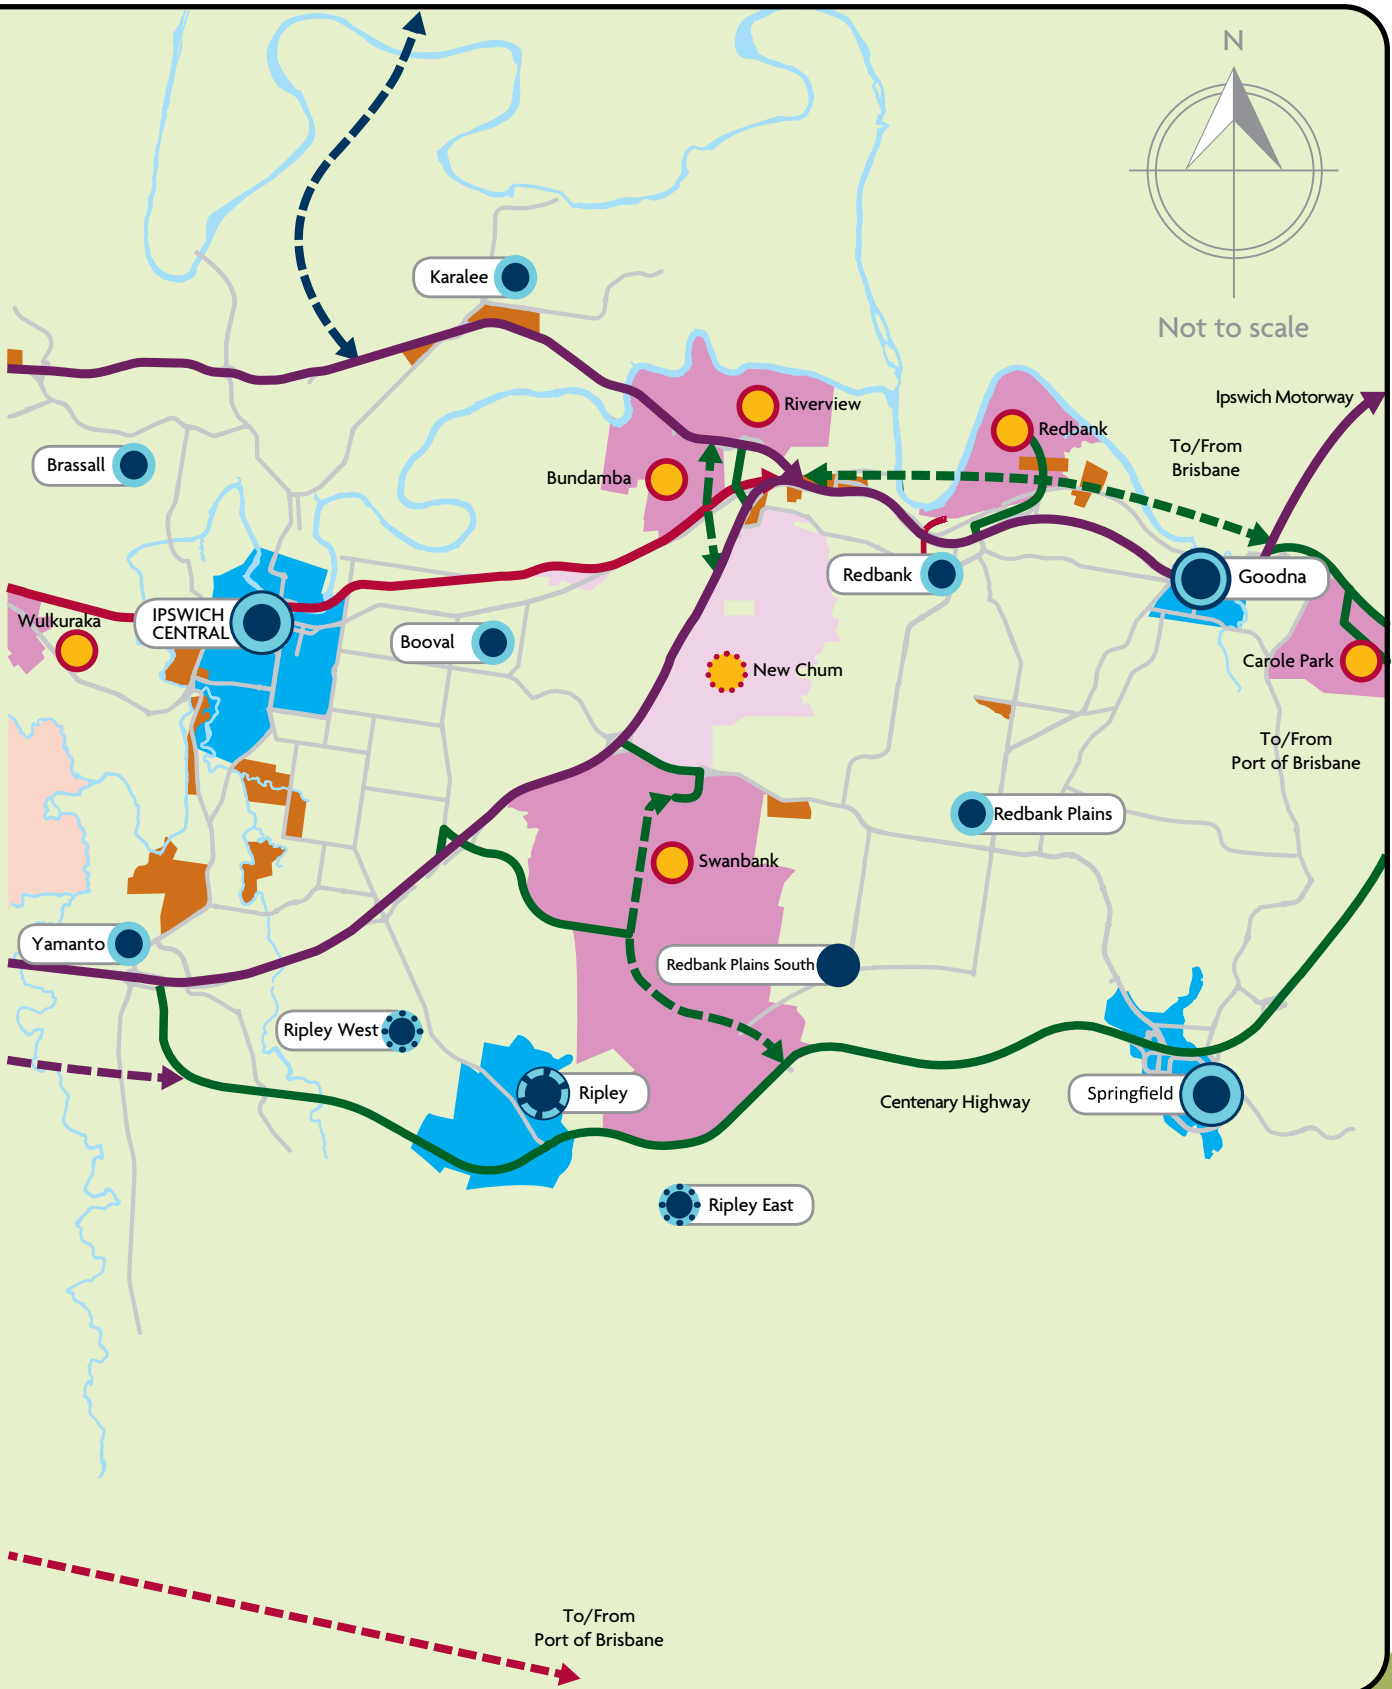 N
Not to scale
Karalee
Ipswich Motorway
Riverview
Redbank
To/From
Brisbane
Brassall
Bundamba
Redbank
Goodna
Wulkuraka
IPSWICH
CENTRAL
Booval
New Chum
Carole Park
To/From
Port of Brisbane
Redbank Plains
Swanbank
Yamanto
Redbank Plains South
Ripley West
Ripley
Springfield
Centenary Highway
Ripley East
To/From
Port of Brisbane